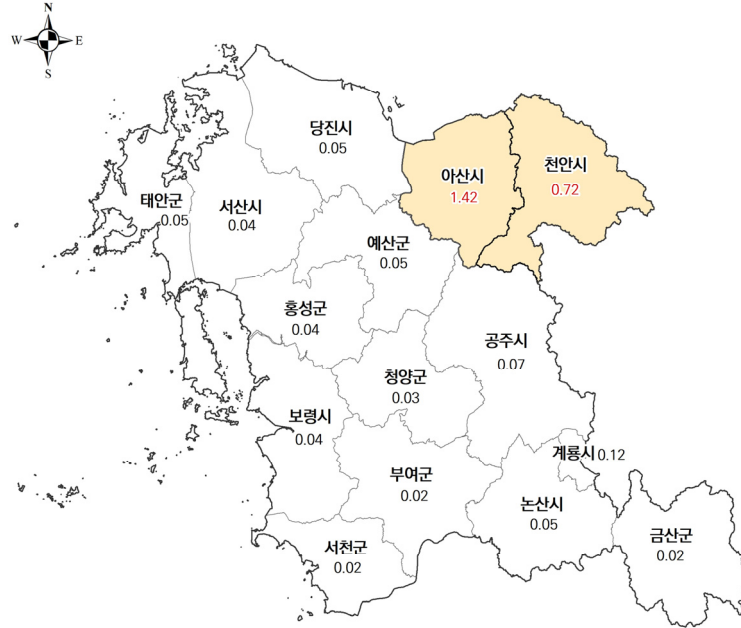 N
W E
S
당진시
0.05
아산시
1.42
천안시
0.72
태안군
0.05
서산시
0.04
예산군
0.05
홍성군
0.04
공주시
0.07
청양군
0.03
보령시
0.04
계룡시 0.12
부여군
0.02
논산시
0.05
금산군
0.02
서천군
0.02